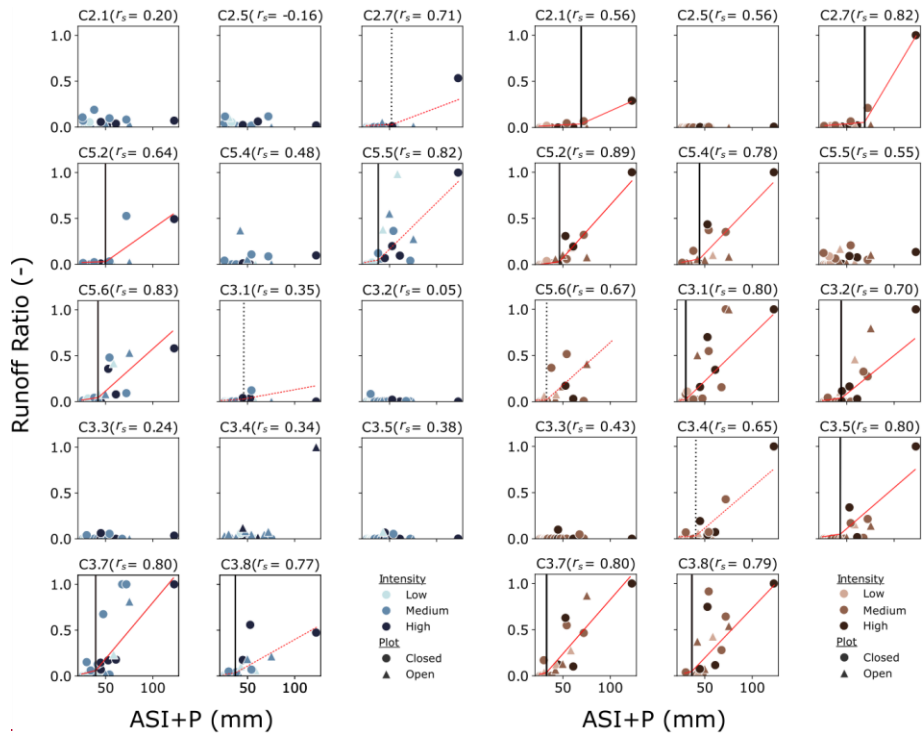 C2.1(rs = 0.20) C2.5(rs = -0.16) C2.7(rs = 0.71) C2.1(rs = 0.56) C2.5(rs = 0.56) C2.7(rs = 0.82)
1.0
0.5
0.0
50 100 50 100
C5.2(rs = 0.64) C5.4(rs = 0.48) C5.5(rs = 0.82) C5.2(rs = 0.89) C5.4(rs = 0.78) C5.5(rs = 0.55)
1.0
0.5
0.0
C5.6(rs = 0.83) C3.1(rs = 0.35) C3.2(rs = 0.05) C5.6(rs = 0.67) C3.1(rs = 0.80) C3.2(rs = 0.70)
1.0
0.5
0.0
C3.3(rs = 0.24) C3.4(rs = 0.34) C3.5(rs = 0.38) C3.3(rs = 0.43) C3.4(rs = 0.65) C3.5(rs = 0.80)
1.0
0.5
0.0
50 100 50 100
C3.7(rs = 0.80) C3.8(rs = 0.77) C3.7(rs = 0.80) C3.8(rs = 0.79)
1.0
0.5
0.0
50 100 50 100 50 100 50 100
Runoff Ratio (-)
Intensity
Low
Medium
High
Plot
Closed
Open
Intensity
Low
Medium
High
Plot
Closed
Open
ASI+P (mm) ASI+P (mm)